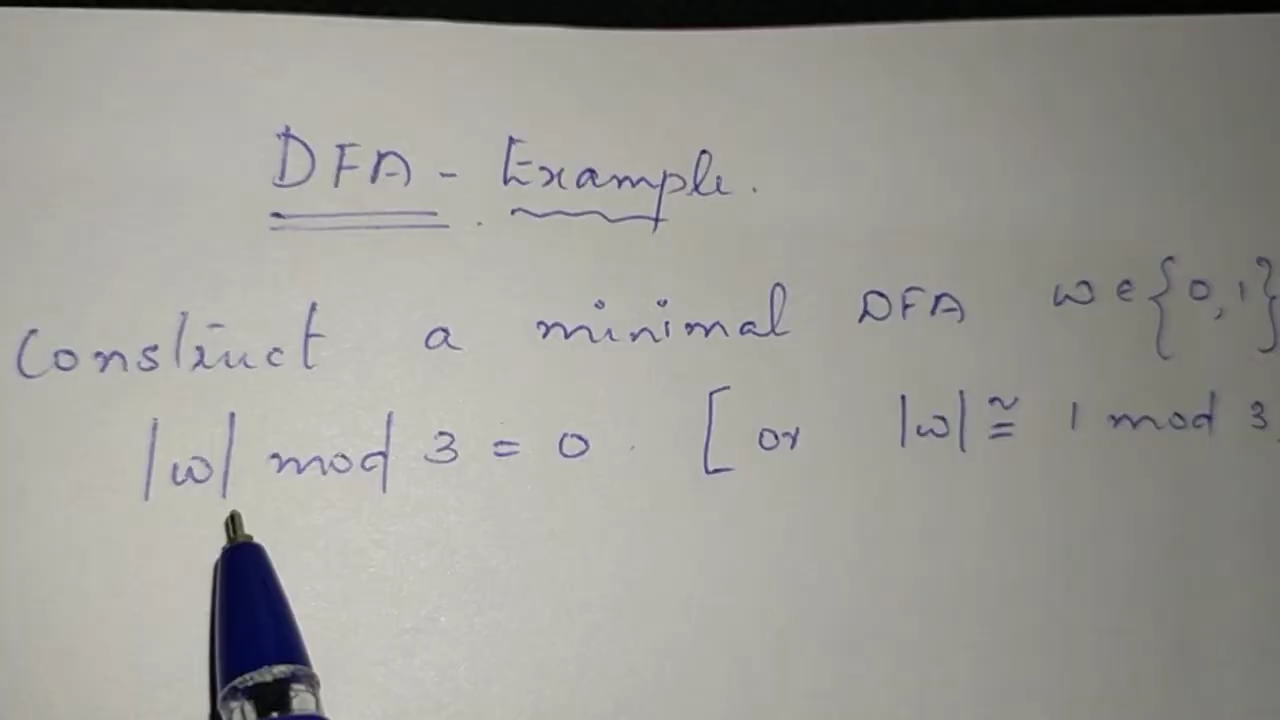 DFA - Example.
Construct a minimal DFA w ∈ {0,1}
|w| mod 3 = 0. [or |w| ≅ 1 mod 3